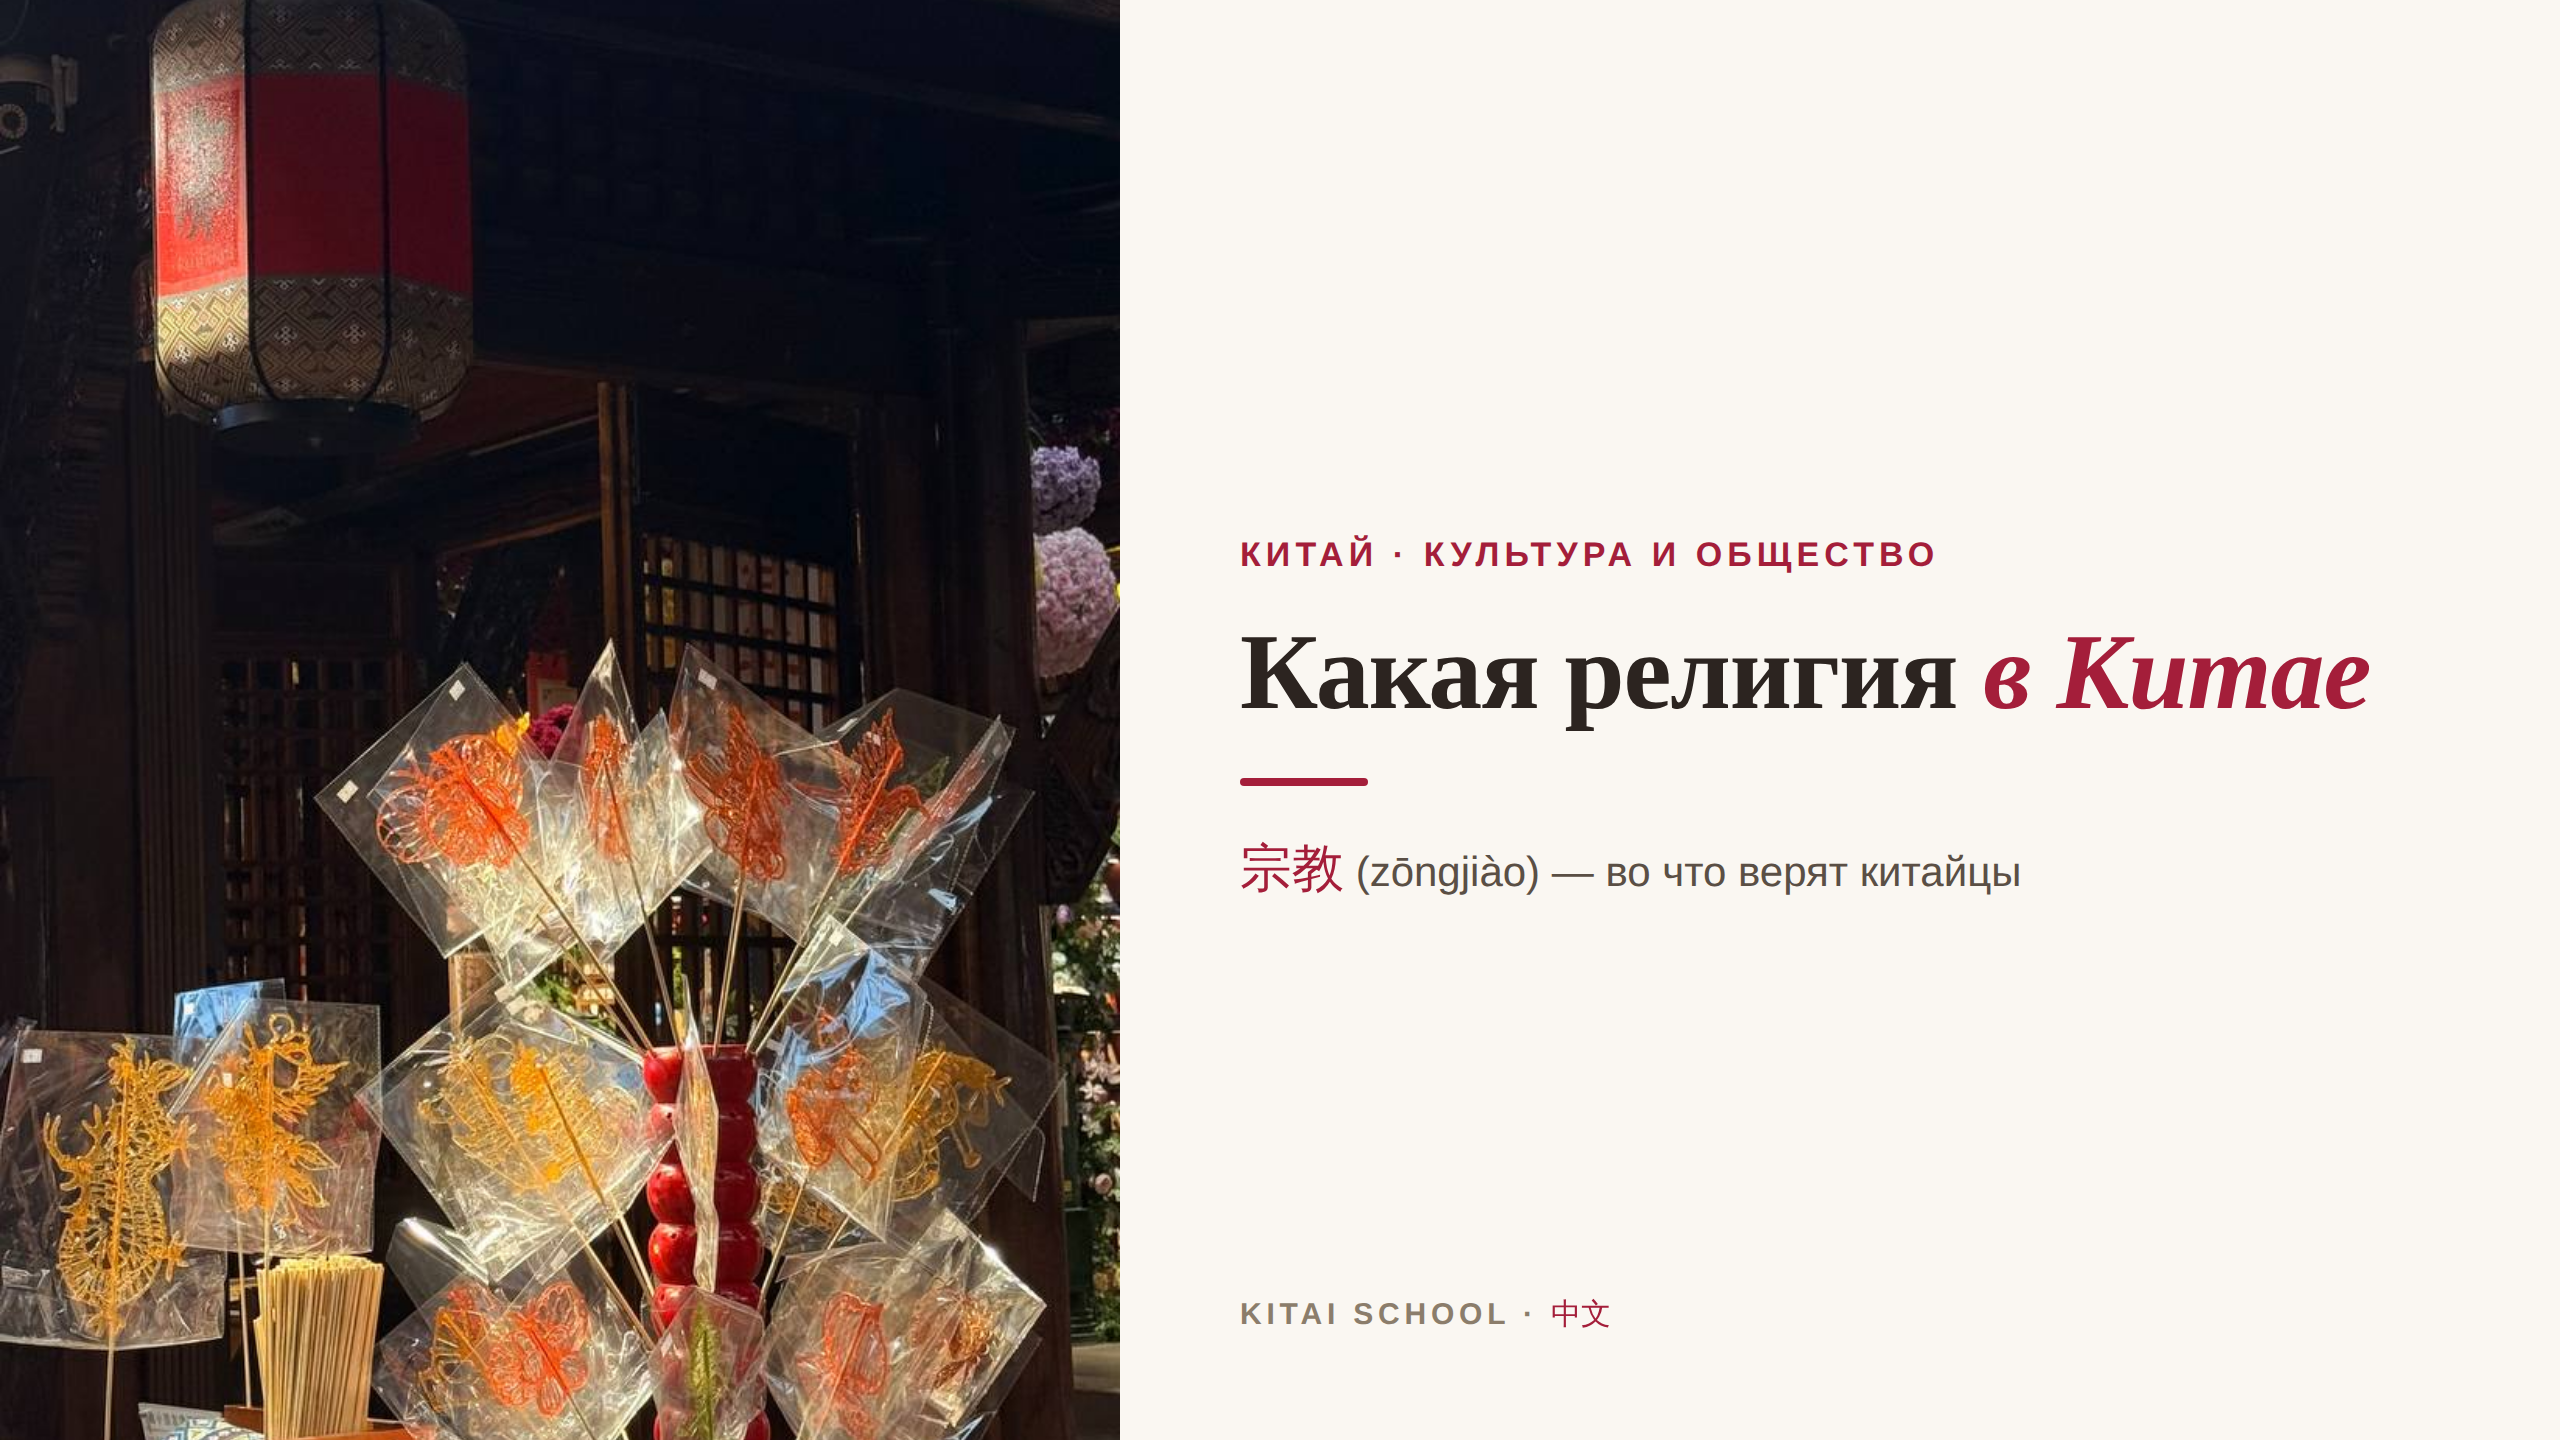 КИТАЙ · КУЛЬТУРА И ОБЩЕСТВО
Какая религия в Китае
宗教 (zōngjiào) — во что верят китайцы
KITAI SCHOOL · 中文